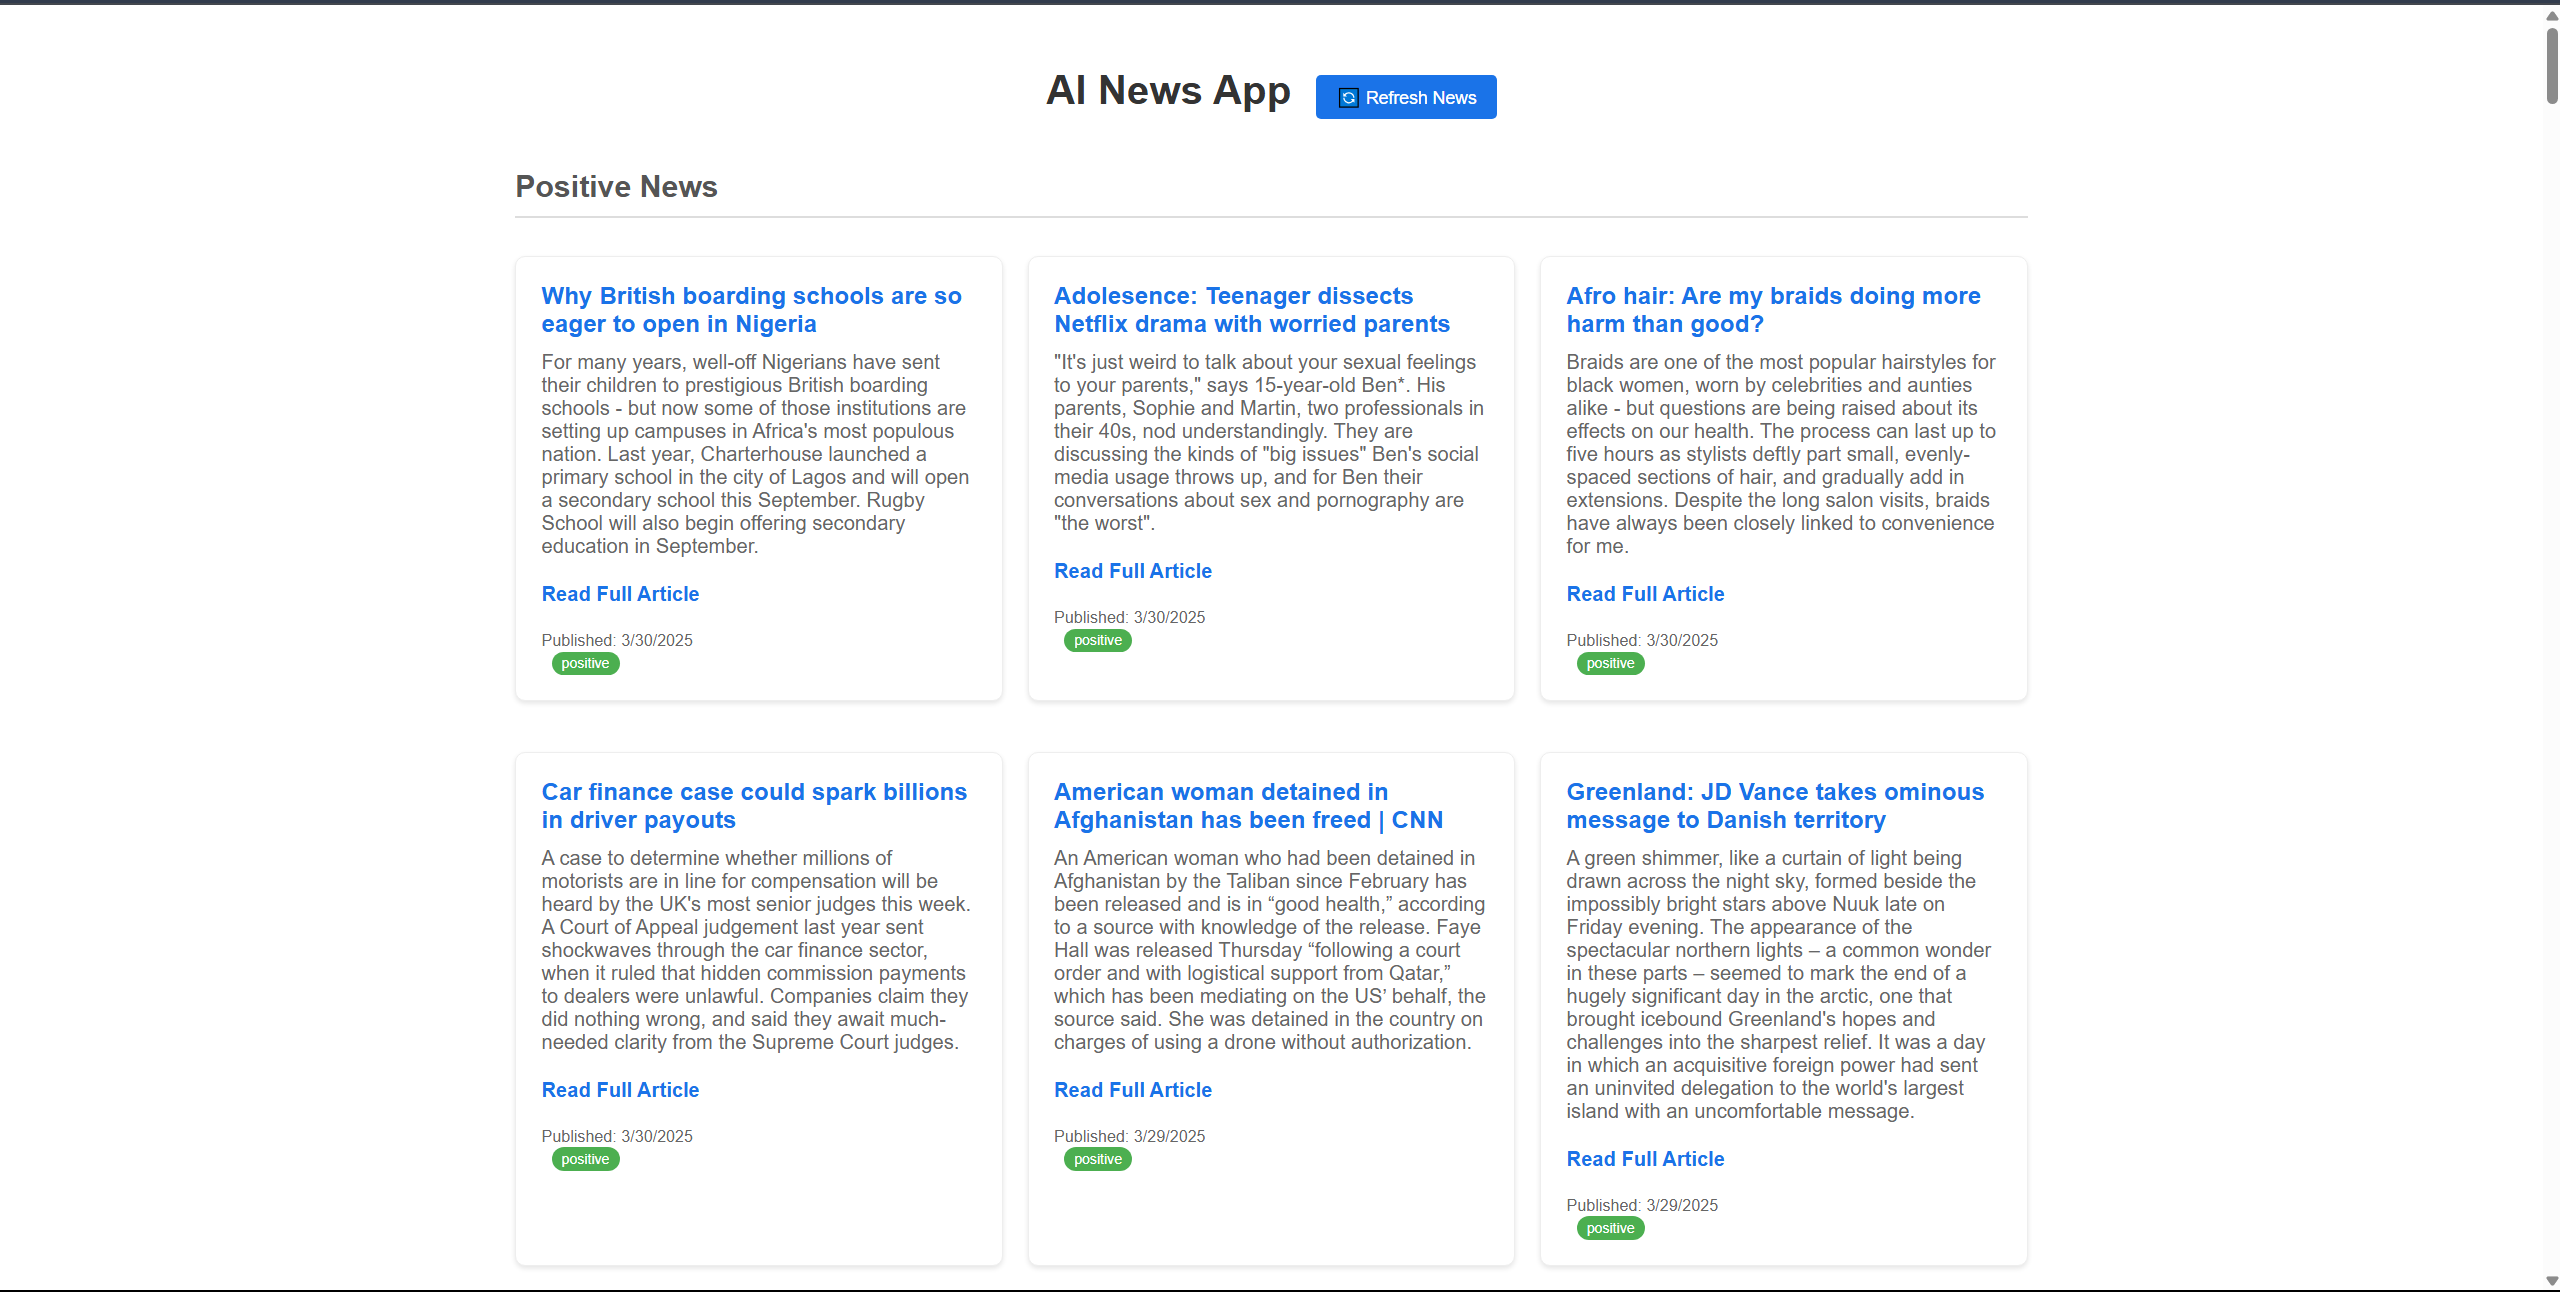 AI News App
Refresh News
Positive News
Why British boarding schools are so
eager to open in Nigeria
For many years, well-off Nigerians have sent
their children to prestigious British boarding
schools - but now some of those institutions are
setting up campuses in Africa's most populous
nation. Last year, Charterhouse launched a
primary school in the city of Lagos and will open
a secondary school this September. Rugby
School will also begin offering secondary
education in September.
Read Full Article
Published: 3/30/2025
positive
Adolesence: Teenager dissects
Netflix drama with worried parents
"It's just weird to talk about your sexual feelings
to your parents," says 15-year-old Ben*. His
parents, Sophie and Martin, two professionals in
their 40s, nod understandingly. They are
discussing the kinds of "big issues" Ben's social
media usage throws up, and for Ben their
conversations about sex and pornography are
"the worst".
Read Full Article
Published: 3/30/2025
positive
Afro hair: Are my braids doing more
harm than good?
Braids are one of the most popular hairstyles for
black women, worn by celebrities and aunties
alike - but questions are being raised about its
effects on our health. The process can last up to
five hours as stylists deftly part small, evenly-
spaced sections of hair, and gradually add in
extensions. Despite the long salon visits, braids
have always been closely linked to convenience
for me.
Read Full Article
Published: 3/30/2025
positive
Car finance case could spark billions
in driver payouts
A case to determine whether millions of
motorists are in line for compensation will be
heard by the UK's most senior judges this week.
A Court of Appeal judgement last year sent
shockwaves through the car finance sector,
when it ruled that hidden commission payments
to dealers were unlawful. Companies claim they
did nothing wrong, and said they await much-
needed clarity from the Supreme Court judges.
Read Full Article
Published: 3/30/2025
positive
American woman detained in
Afghanistan has been freed | CNN
An American woman who had been detained in
Afghanistan by the Taliban since February has
been released and is in “good health,” according
to a source with knowledge of the release. Faye
Hall was released Thursday “following a court
order and with logistical support from Qatar,”
which has been mediating on the US’ behalf, the
source said. She was detained in the country on
charges of using a drone without authorization.
Read Full Article
Published: 3/29/2025
positive
Greenland: JD Vance takes ominous
message to Danish territory
A green shimmer, like a curtain of light being
drawn across the night sky, formed beside the
impossibly bright stars above Nuuk late on
Friday evening. The appearance of the
spectacular northern lights – a common wonder
in these parts – seemed to mark the end of a
hugely significant day in the arctic, one that
brought icebound Greenland's hopes and
challenges into the sharpest relief. It was a day
in which an acquisitive foreign power had sent
an uninvited delegation to the world's largest
island with an uncomfortable message.
Read Full Article
Published: 3/29/2025
positive